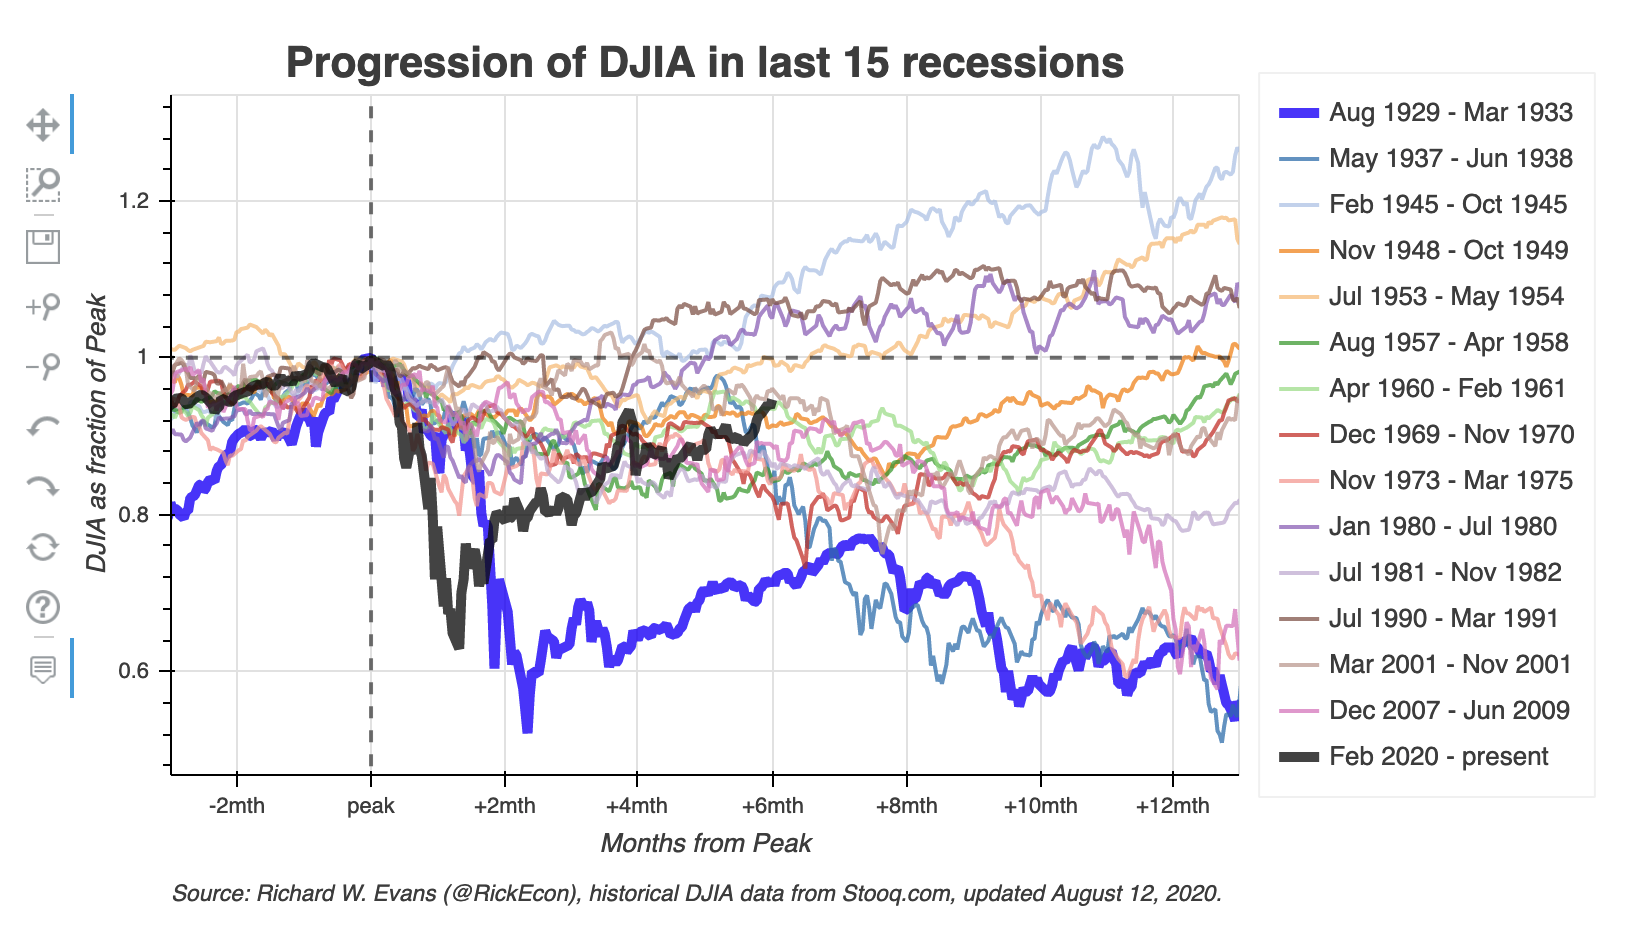 Progression of DJIA in last 15 recessions
DJIA as fraction of Peak
1.2
1
0.8
0.6
-2mth
peak
+2mth
+4mth
+6mth
+8mth
+10mth
+12mth
Months from Peak
Aug 1929 - Mar 1933
May 1937 - Jun 1938
Feb 1945 - Oct 1945
Nov 1948 - Oct 1949
Jul 1953 - May 1954
Aug 1957 - Apr 1958
Apr 1960 - Feb 1961
Dec 1969 - Nov 1970
Nov 1973 - Mar 1975
Jan 1980 - Jul 1980
Jul 1981 - Nov 1982
Jul 1990 - Mar 1991
Mar 2001 - Nov 2001
Dec 2007 - Jun 2009
Feb 2020 - present
Source: Richard W. Evans (@RickEcon), historical DJIA data from Stooq.com, updated August 12, 2020.